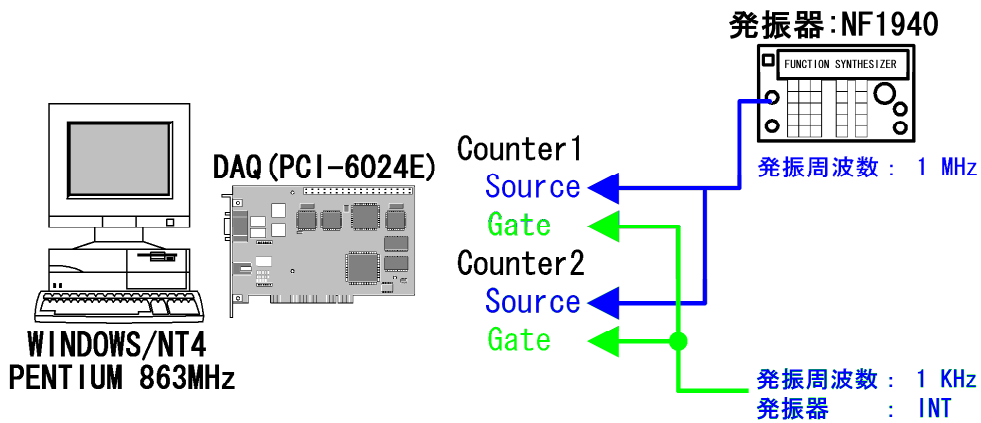 発振器:NF1940
FUNCTION SYNTHESIZER
発振周波数: 1 MHz
DAQ(PCI-6024E)
Counter1
Source
Gate
Counter2
Source
Gate
WINDOWS/NT4
PENTIUM 863MHz
発振周波数: 1 KHz
発振器 : INT